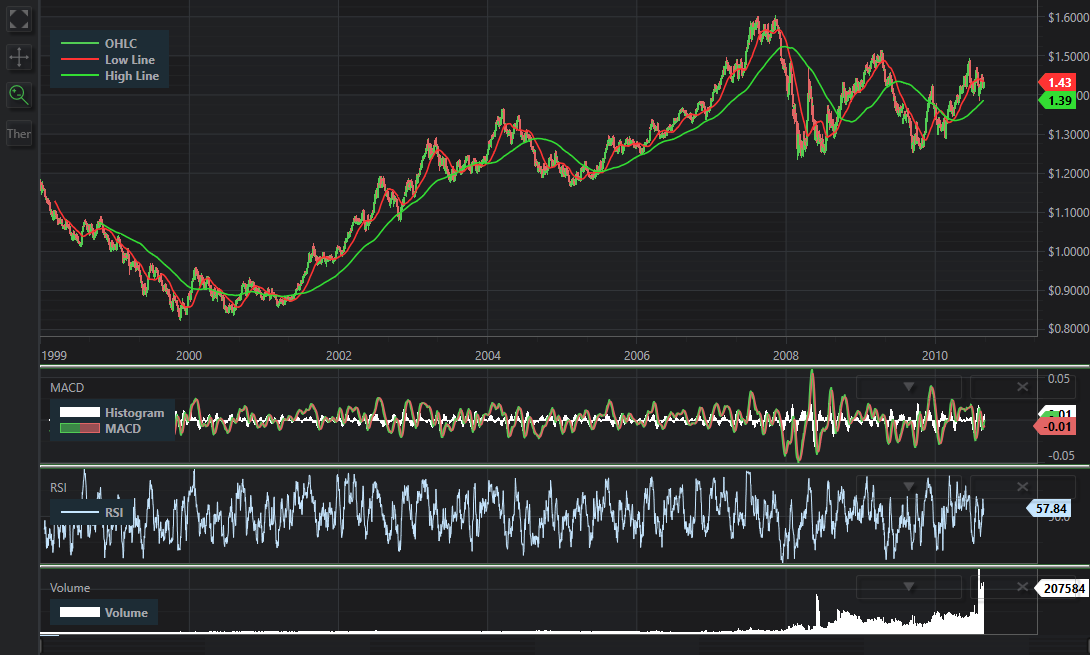 $1.6000
OHLC
Low Line
High Line
$1.5000
1.43
1.39
Ther
$1.3000
$1.2000
$1.1000
$1.0000
$0.9000
$0.8000
1999 2000 2002 2004 2006 2008 2010
MACD
0.05
Histogram
MACD
-0.01
-0.05
RSI
RSI
57.84
Volume
207584
Volume